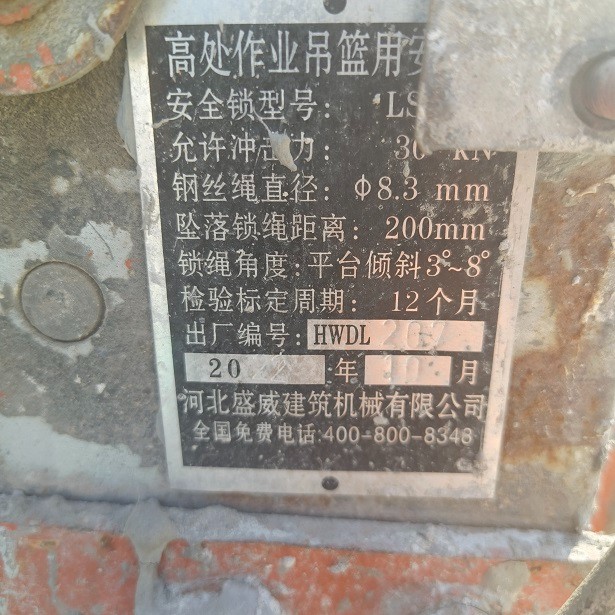 高处作业吊篮用安
安全锁型号: LS
允许冲击力: 30 kN
钢丝绳直径: Φ8.3 mm
坠落锁绳距离: 200mm
锁绳角度: 平台倾斜3°~8°
检验标定周期: 12个月
出厂编号: HWDL
20 年 10 月
河北盛威建筑机械有限公司
全国免费电话:400-800-8348